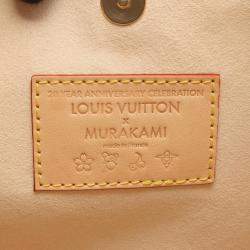 20 YEAR ANNIVERSARY CELEBRATION
LOUIS VUITTON
x
MURAKAMI
made in France